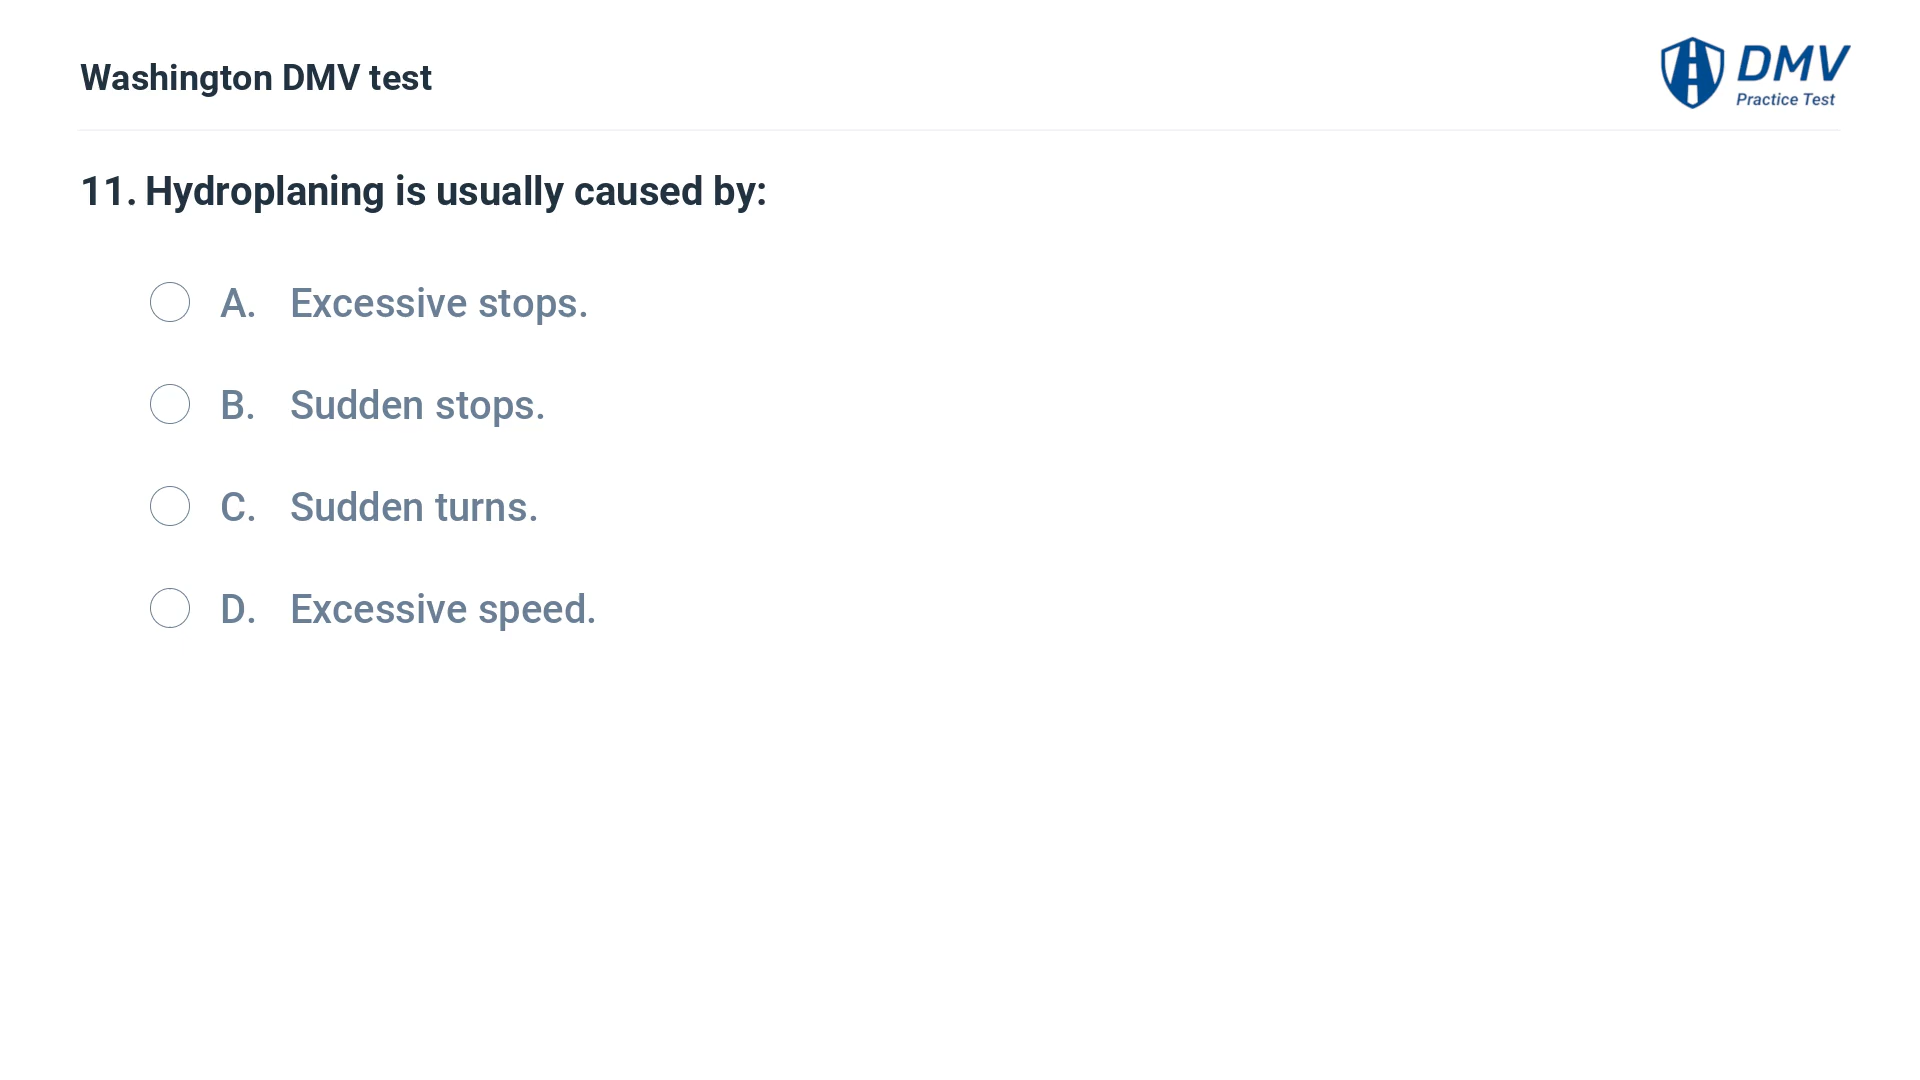 Washington DMV test
DMV
Practice Test
11. Hydroplaning is usually caused by:
A. Excessive stops.
B. Sudden stops.
C. Sudden turns.
D. Excessive speed.